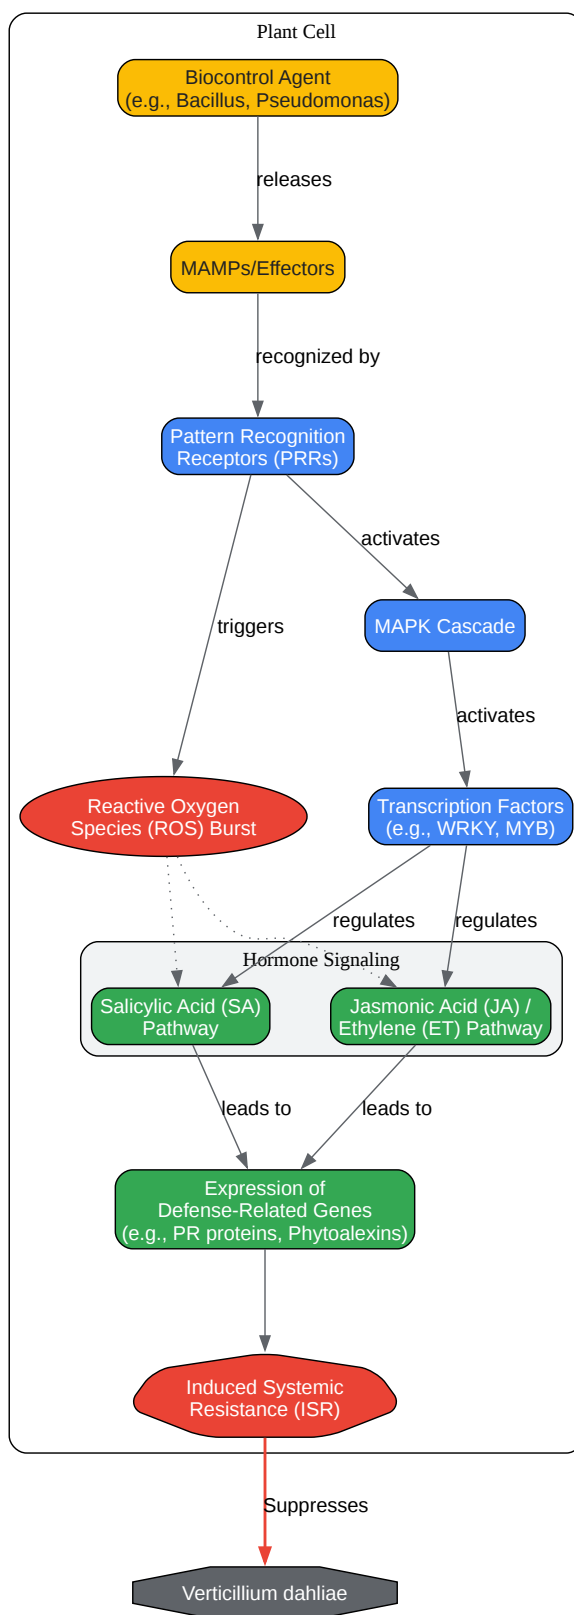 Plant Cell
Biocontrol Agent
(e.g., Bacillus, Pseudomonas)
releases
MAMPs/Effectors
recognized by
Pattern Recognition
Receptors (PRRs)
activates
MAPK Cascade
triggers
activates
Reactive Oxygen
Species (ROS) Burst
Transcription Factors
(e.g., WRKY, MYB)
regulates
regulates
Hormone Signaling
Salicylic Acid (SA)
Pathway
Jasmonic Acid (JA) /
Ethylene (ET) Pathway
leads to
leads to
Expression of
Defense-Related Genes
(e.g., PR proteins, Phytoalexins)
Induced Systemic
Resistance (ISR)
Suppresses
Verticillium dahliae